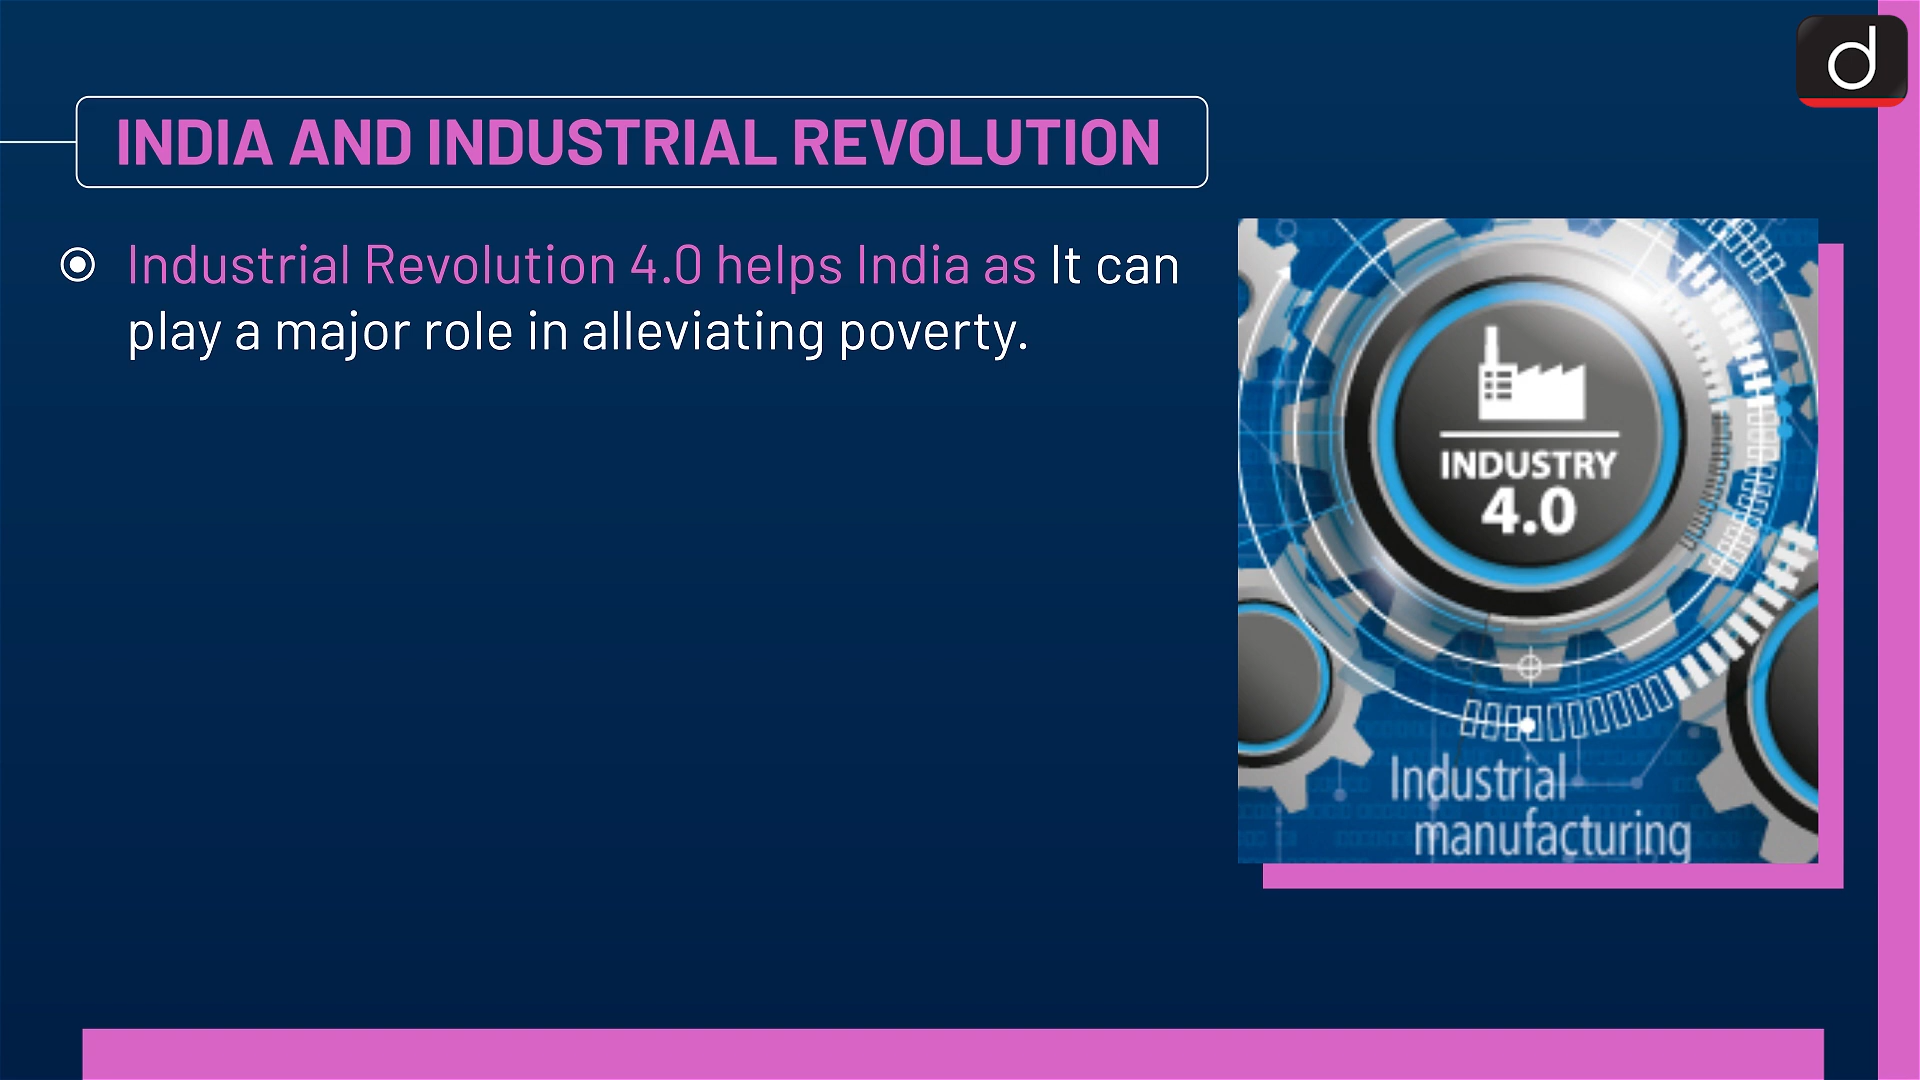 d
INDIA AND INDUSTRIAL REVOLUTION
Industrial Revolution 4.0 helps India as It can
play a major role in alleviating poverty.
INDUSTRY
4.0
Industrial
manufacturing